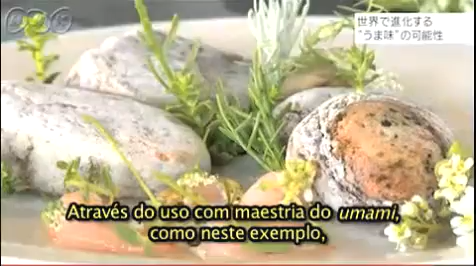 NHK
世界で進化する
“うま味”の可能性
Através do uso com maestria do umami,
como neste exemplo,